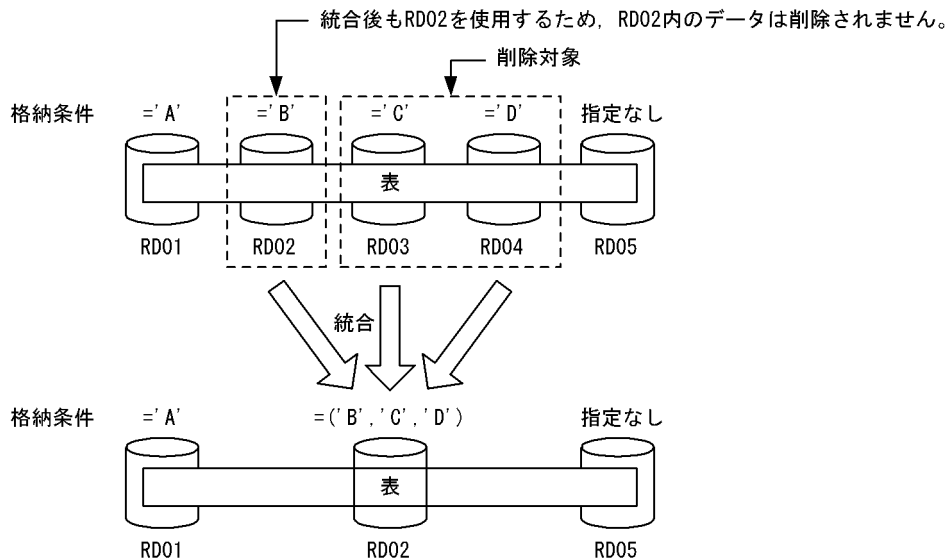 統合後もRD02を使用するため，RD02内のデータは削除されません。
削除対象
格納条件 ='A' ='B' ='C' ='D' 指定なし
表
RD01 RD02 RD03 RD04 RD05
統合
格納条件 ='A' =('B','C','D') 指定なし
表
RD01 RD02 RD05